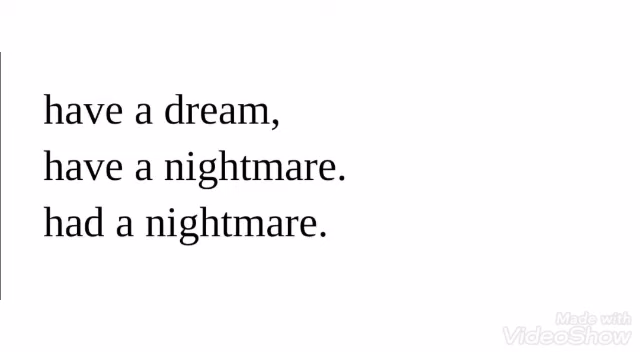 have a dream,
have a nightmare.
had a nightmare.
Made with
VideoShow